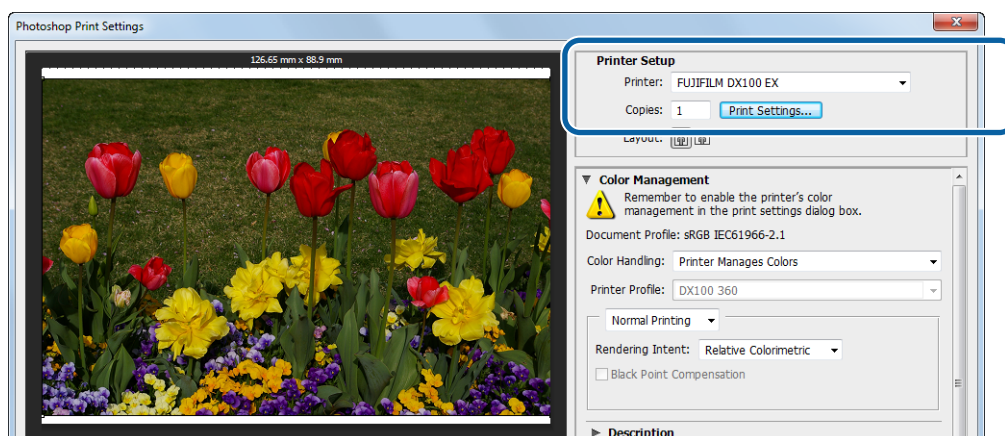 Photoshop Print Settings
126.65 mm x 88.9 mm
Printer Setup
Printer: FUJIFILM DX100 EX
Copies: 1 Print Settings...
Layout:
Color Management
Remember to enable the printer's color
management in the print settings dialog box.
Document Profile: sRGB IEC61966-2.1
Color Handling: Printer Manages Colors
Printer Profile: DX100 360
Normal Printing
Rendering Intent: Relative Colorimetric
Black Point Compensation
Description